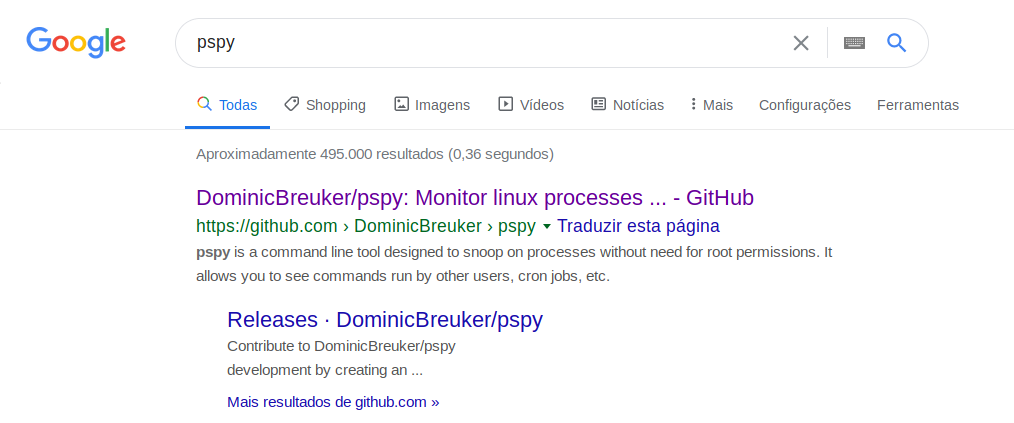 Google
pspy
Todas Shopping Imagens Vídeos Notícias Mais Configurações Ferramentas
Aproximadamente 495.000 resultados (0,36 segundos)
DominicBreuker/pspy: Monitor linux processes ... - GitHub
https://github.com › DominicBreuker › pspy Traduzir esta página
pspy is a command line tool designed to snoop on processes without need for root permissions. It
allows you to see commands run by other users, cron jobs, etc.
Releases · DominicBreuker/pspy
Contribute to DominicBreuker/pspy
development by creating an ...
Mais resultados de github.com »